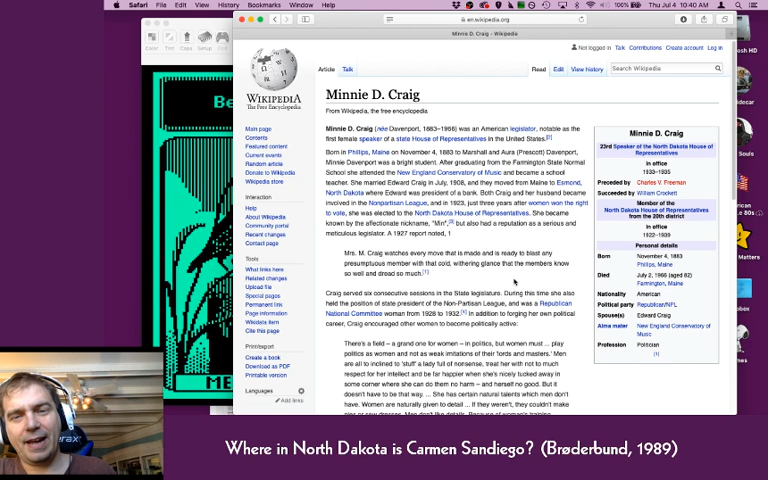 Safari File Edit View History Bookmarks Window Help
100% Thu Jul 4 10:40 AM
en.wikipedia.org
Minnie D. Craig - Wikipedia
Not logged in Talk Contributions Create account Log in
Article Talk Read Edit View history Search Wikipedia
WIKIPEDIA
The Free Encyclopedia
Main page
Contents
Featured content
Current events
Random article
Donate to Wikipedia
Wikipedia store
Interaction
Help
About Wikipedia
Community portal
Recent changes
Contact page
Tools
What links here
Related changes
Upload file
Special pages
Permanent link
Page information
Wikidata item
Cite this page
Print/export
Create a book
Download as PDF
Printable version
Languages
Add links
Minnie D. Craig
From Wikipedia, the free encyclopedia
Minnie D. Craig (née Davenport, 1883–1966) was an American legislator, notable as the
first female speaker of a state House of Representatives in the United States.
Born in Phillips, Maine on November 4, 1883 to Marshall and Aura (Prescott) Davenport,
Minnie Davenport was a bright student. After graduating from the Farmington State Normal
School she attended the New England Conservatory of Music and became a school
teacher. She married Edward Craig in July, 1908, and they moved from Maine to Esmond,
North Dakota where Edward was president of a bank. Both Craig and her husband became
involved in the Nonpartisan League, and in 1923, just three years after women won the right
to vote, she was elected to the North Dakota House of Representatives. She became
known by the affectionate nickname, "Min", but also had a reputation as a serious and
meticulous legislator. A 1927 report noted, 1
Mrs. M. Craig watches every move that is made and is ready to blast any
presumptuous member with that cold, withering glance that the members know
so well and dread so much.[1]
Craig served six consecutive sessions in the State legislature. During this time she also
held the position of state president of the Non-Partisan League, and was a Republican
National Committee woman from 1928 to 1932. In addition to forging her own political
career, Craig encouraged other women to become politically active:
There's a field – a grand one for women – in politics, but women must ... play
politics as women and not as weak imitations of their 'lords and masters.' Men
are all inclined to 'stuff' a lady full of nonsense, treat her with not too much
respect for her intellect and be far happier when she's nicely tucked away in
some corner where she can do them no harm – and herself no good. But it
doesn't have to be that way. ... She has certain natural talents which men don't
have. Women are naturally given to detail ... If they weren't, they couldn't make
Minnie D. Craig
23rd Speaker of the North Dakota House of
Representatives
In office
1933–1935
Preceded by Charles V. Freeman
Succeeded by William Crockett
Member of the
North Dakota House of Representatives
from the 20th district
In office
1922–1939
Personal details
Born November 4, 1883
Phillips, Maine
Died July 2, 1966 (aged 82)
Farmington, Maine
Nationality American
Political party Republican/NPL
Spouse(s) Edward Craig
Alma mater New England Conservatory of
Music
Profession Politician
[1]
Where in North Dakota is Carmen Sandiego? (Brøderbund, 1989)